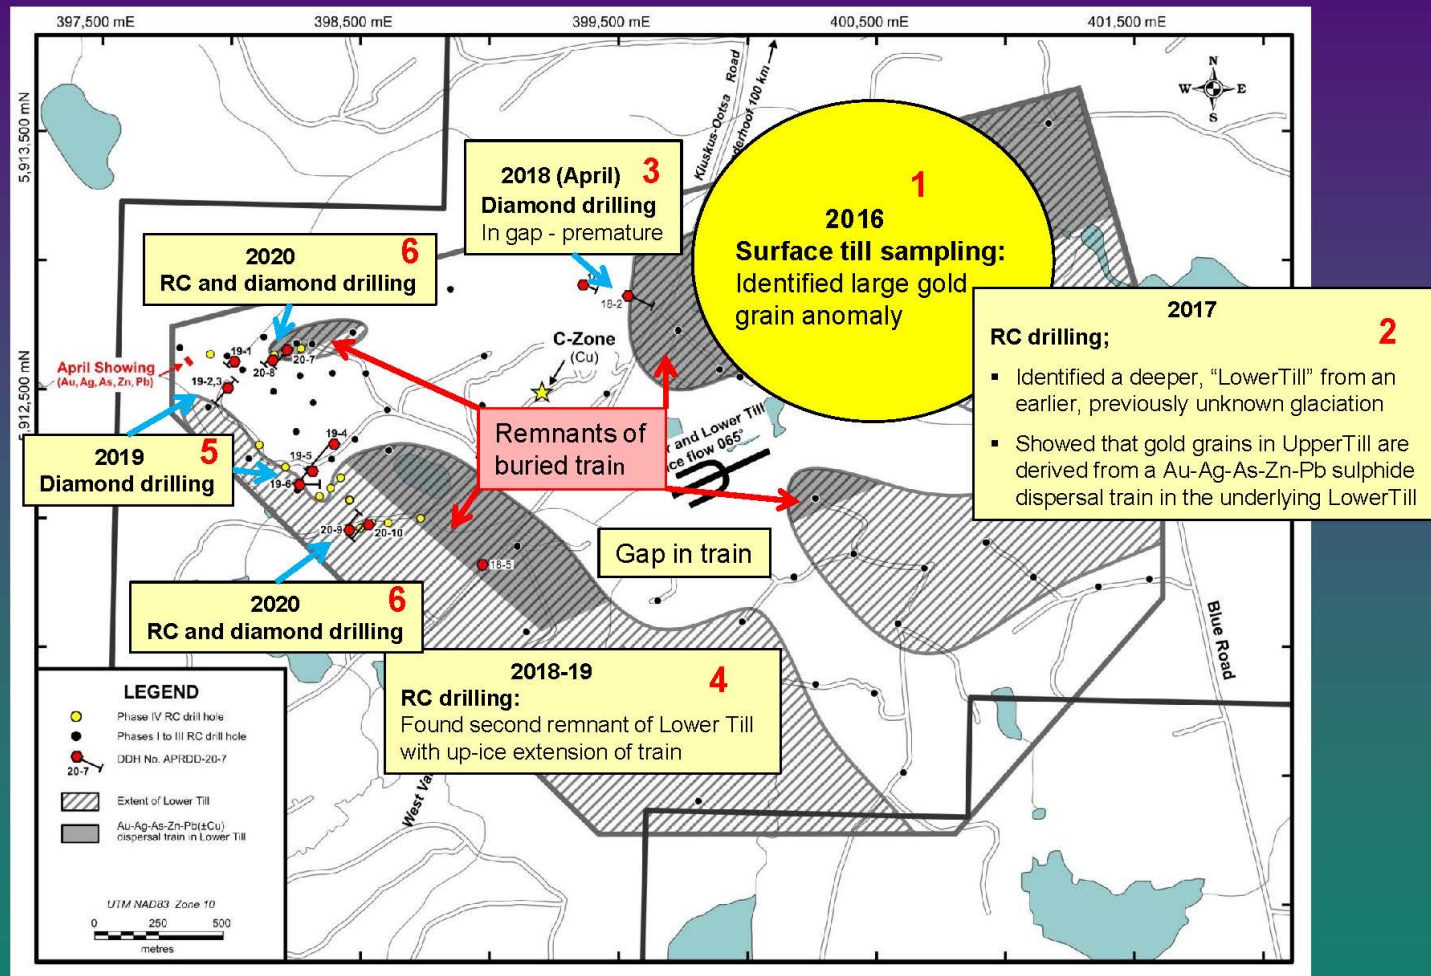 397,500 mE
398,500 mE
399,500 mE
400,500 mE
401,500 mE
5,913,500 mN
5,912,500 mN
N
W
E
S
Kluskus-Ootsa Road
100 km
1
2016
Surface till sampling:
Identified large gold
grain anomaly
2018 (April) 3
Diamond drilling
In gap - premature
2020 6
RC and diamond drilling
2017
RC drilling; 2
▪ Identified a deeper, “LowerTill” from an
earlier, previously unknown glaciation
▪ Showed that gold grains in UpperTill are
derived from a Au-Ag-As-Zn-Pb sulphide
dispersal train in the underlying LowerTill
18-2
C-Zone
(Cu)
April Showing
(Au, Ag, As, Zn, Pb)
19-1
20-7
20-8
19-2,3
Remnants of
buried train
and Lower Till
flow 065°
2019 5
Diamond drilling
19-4
19-5
19-6
20-9
20-10
18-5
Gap in train
2020 6
RC and diamond drilling
2018-19 4
RC drilling:
Found second remnant of Lower Till
with up-ice extension of train
Blue Road
West
LEGEND
Phase IV RC drill hole
Phases I to III RC drill hole
DDH No. APRDD-20-7
20-7
Extent of Lower Till
Au-Ag-As-Zn-Pb(±Cu)
dispersal train in Lower Till
UTM NAD83 Zone 10
0 250 500
metres